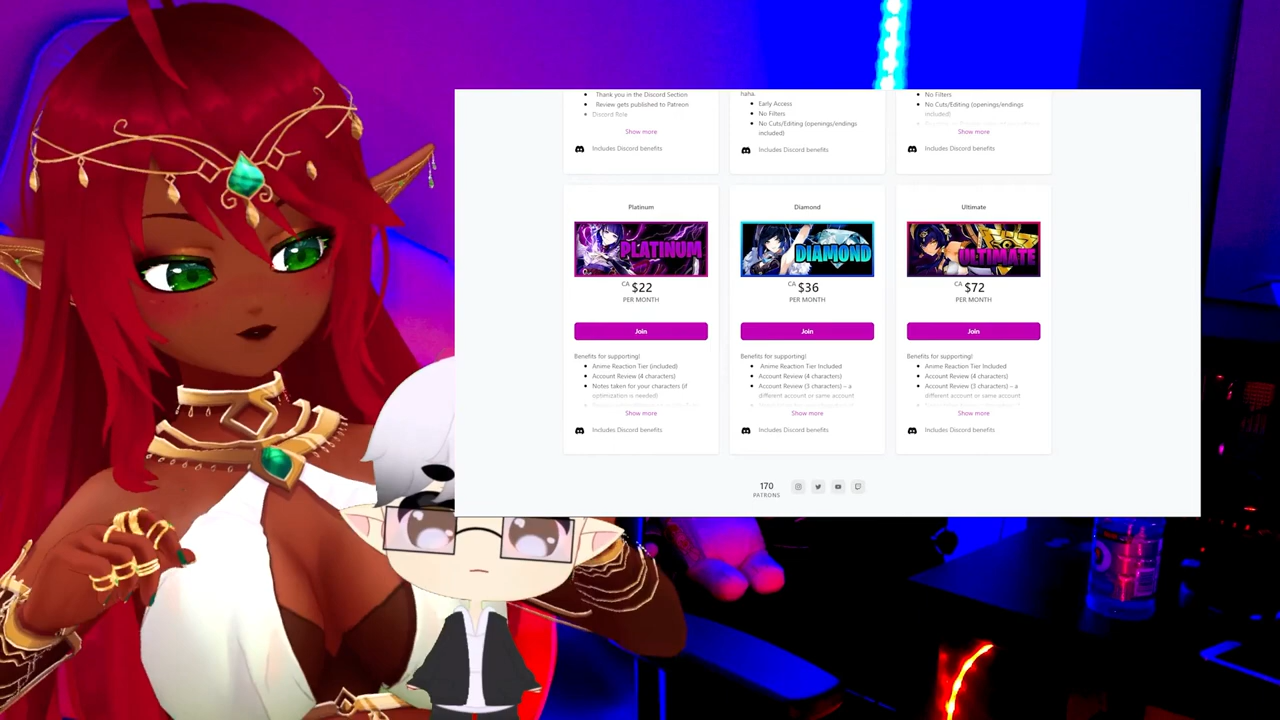 Thank you in the Discord Section
Review gets published to Patreon
Discord Role
Show more
Includes Discord benefits
haha.
Early Access
No Filters
No Cuts/Editing (openings/endings
included)
Includes Discord benefits
No Filters
No Cuts/Editing (openings/endings
included)
Show more
Includes Discord benefits
Platinum
PLATINUM
CA $22
PER MONTH
Join
Benefits for supporting!
Anime Reaction Tier (included)
Account Review (4 characters)
Notes taken for your characters (if
optimization is needed)
Show more
Includes Discord benefits
Diamond
DIAMOND
CA $36
PER MONTH
Join
Benefits for supporting!
Anime Reaction Tier Included
Account Review (4 characters)
Account Review (3 characters) – a
different account or same account
Show more
Includes Discord benefits
Ultimate
ULTIMATE
CA $72
PER MONTH
Join
Benefits for supporting!
Anime Reaction Tier Included
Account Review (4 characters)
Account Review (3 characters) – a
different account or same account
Show more
Includes Discord benefits
170
PATRONS